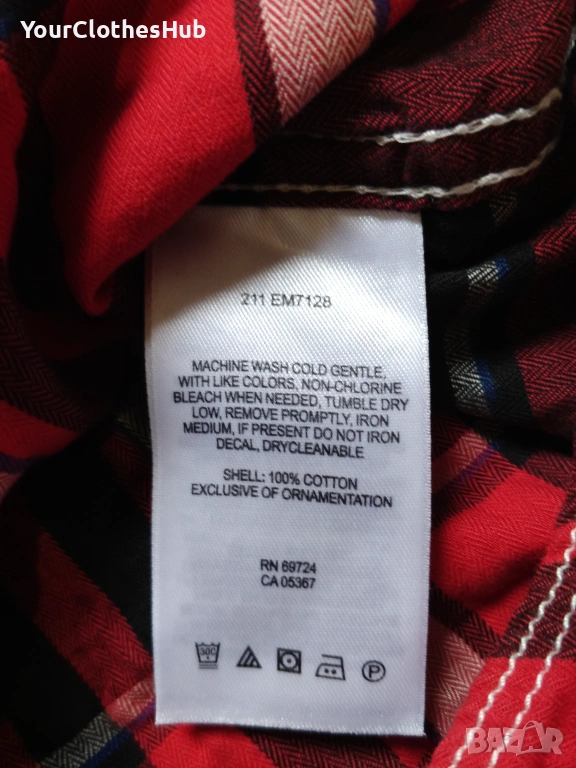 YourClothesHub
211 EM7128
MACHINE WASH COLD GENTLE,
WITH LIKE COLORS, NON-CHLORINE
BLEACH WHEN NEEDED, TUMBLE DRY
LOW, REMOVE PROMPTLY, IRON
MEDIUM, IF PRESENT DO NOT IRON
DECAL, DRYCLEANABLE
SHELL: 100% COTTON
EXCLUSIVE OF ORNAMENTATION
RN 69724
CA 05367
30C P
BAZAR